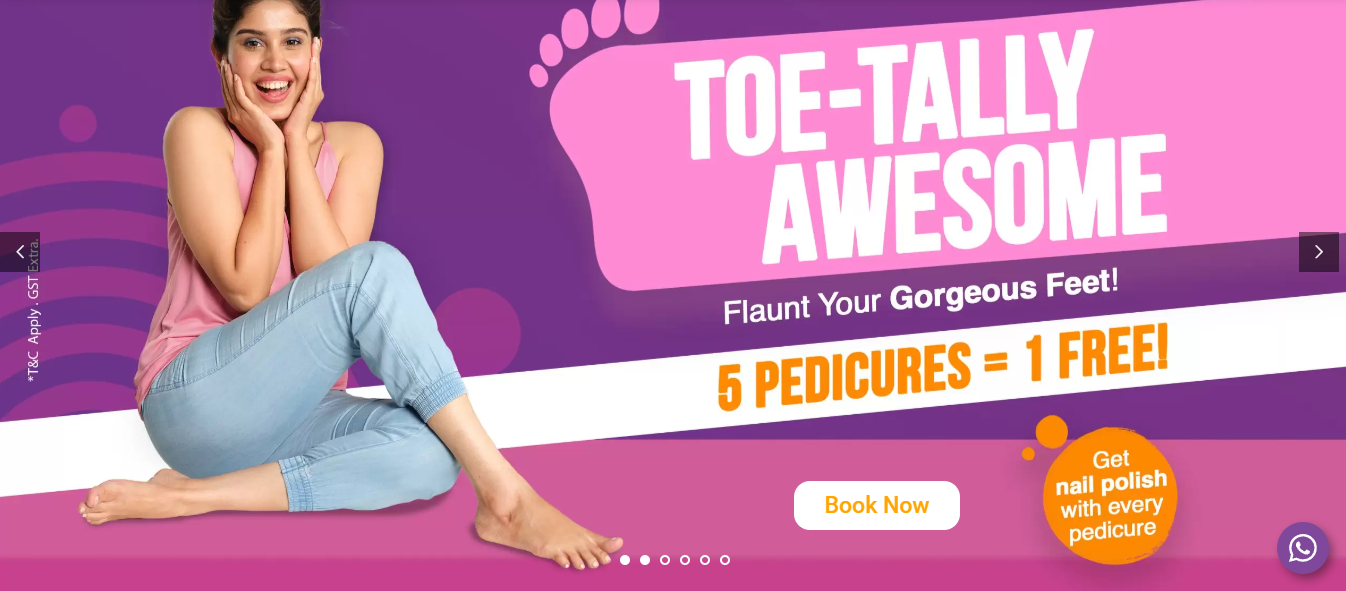 TOE-TALLY
AWESOME
Flaunt Your Gorgeous Feet!
5 PEDICURES = 1 FREE!
Get
nail polish
with every
pedicure
Book Now
*T&C Apply . GST Extra.